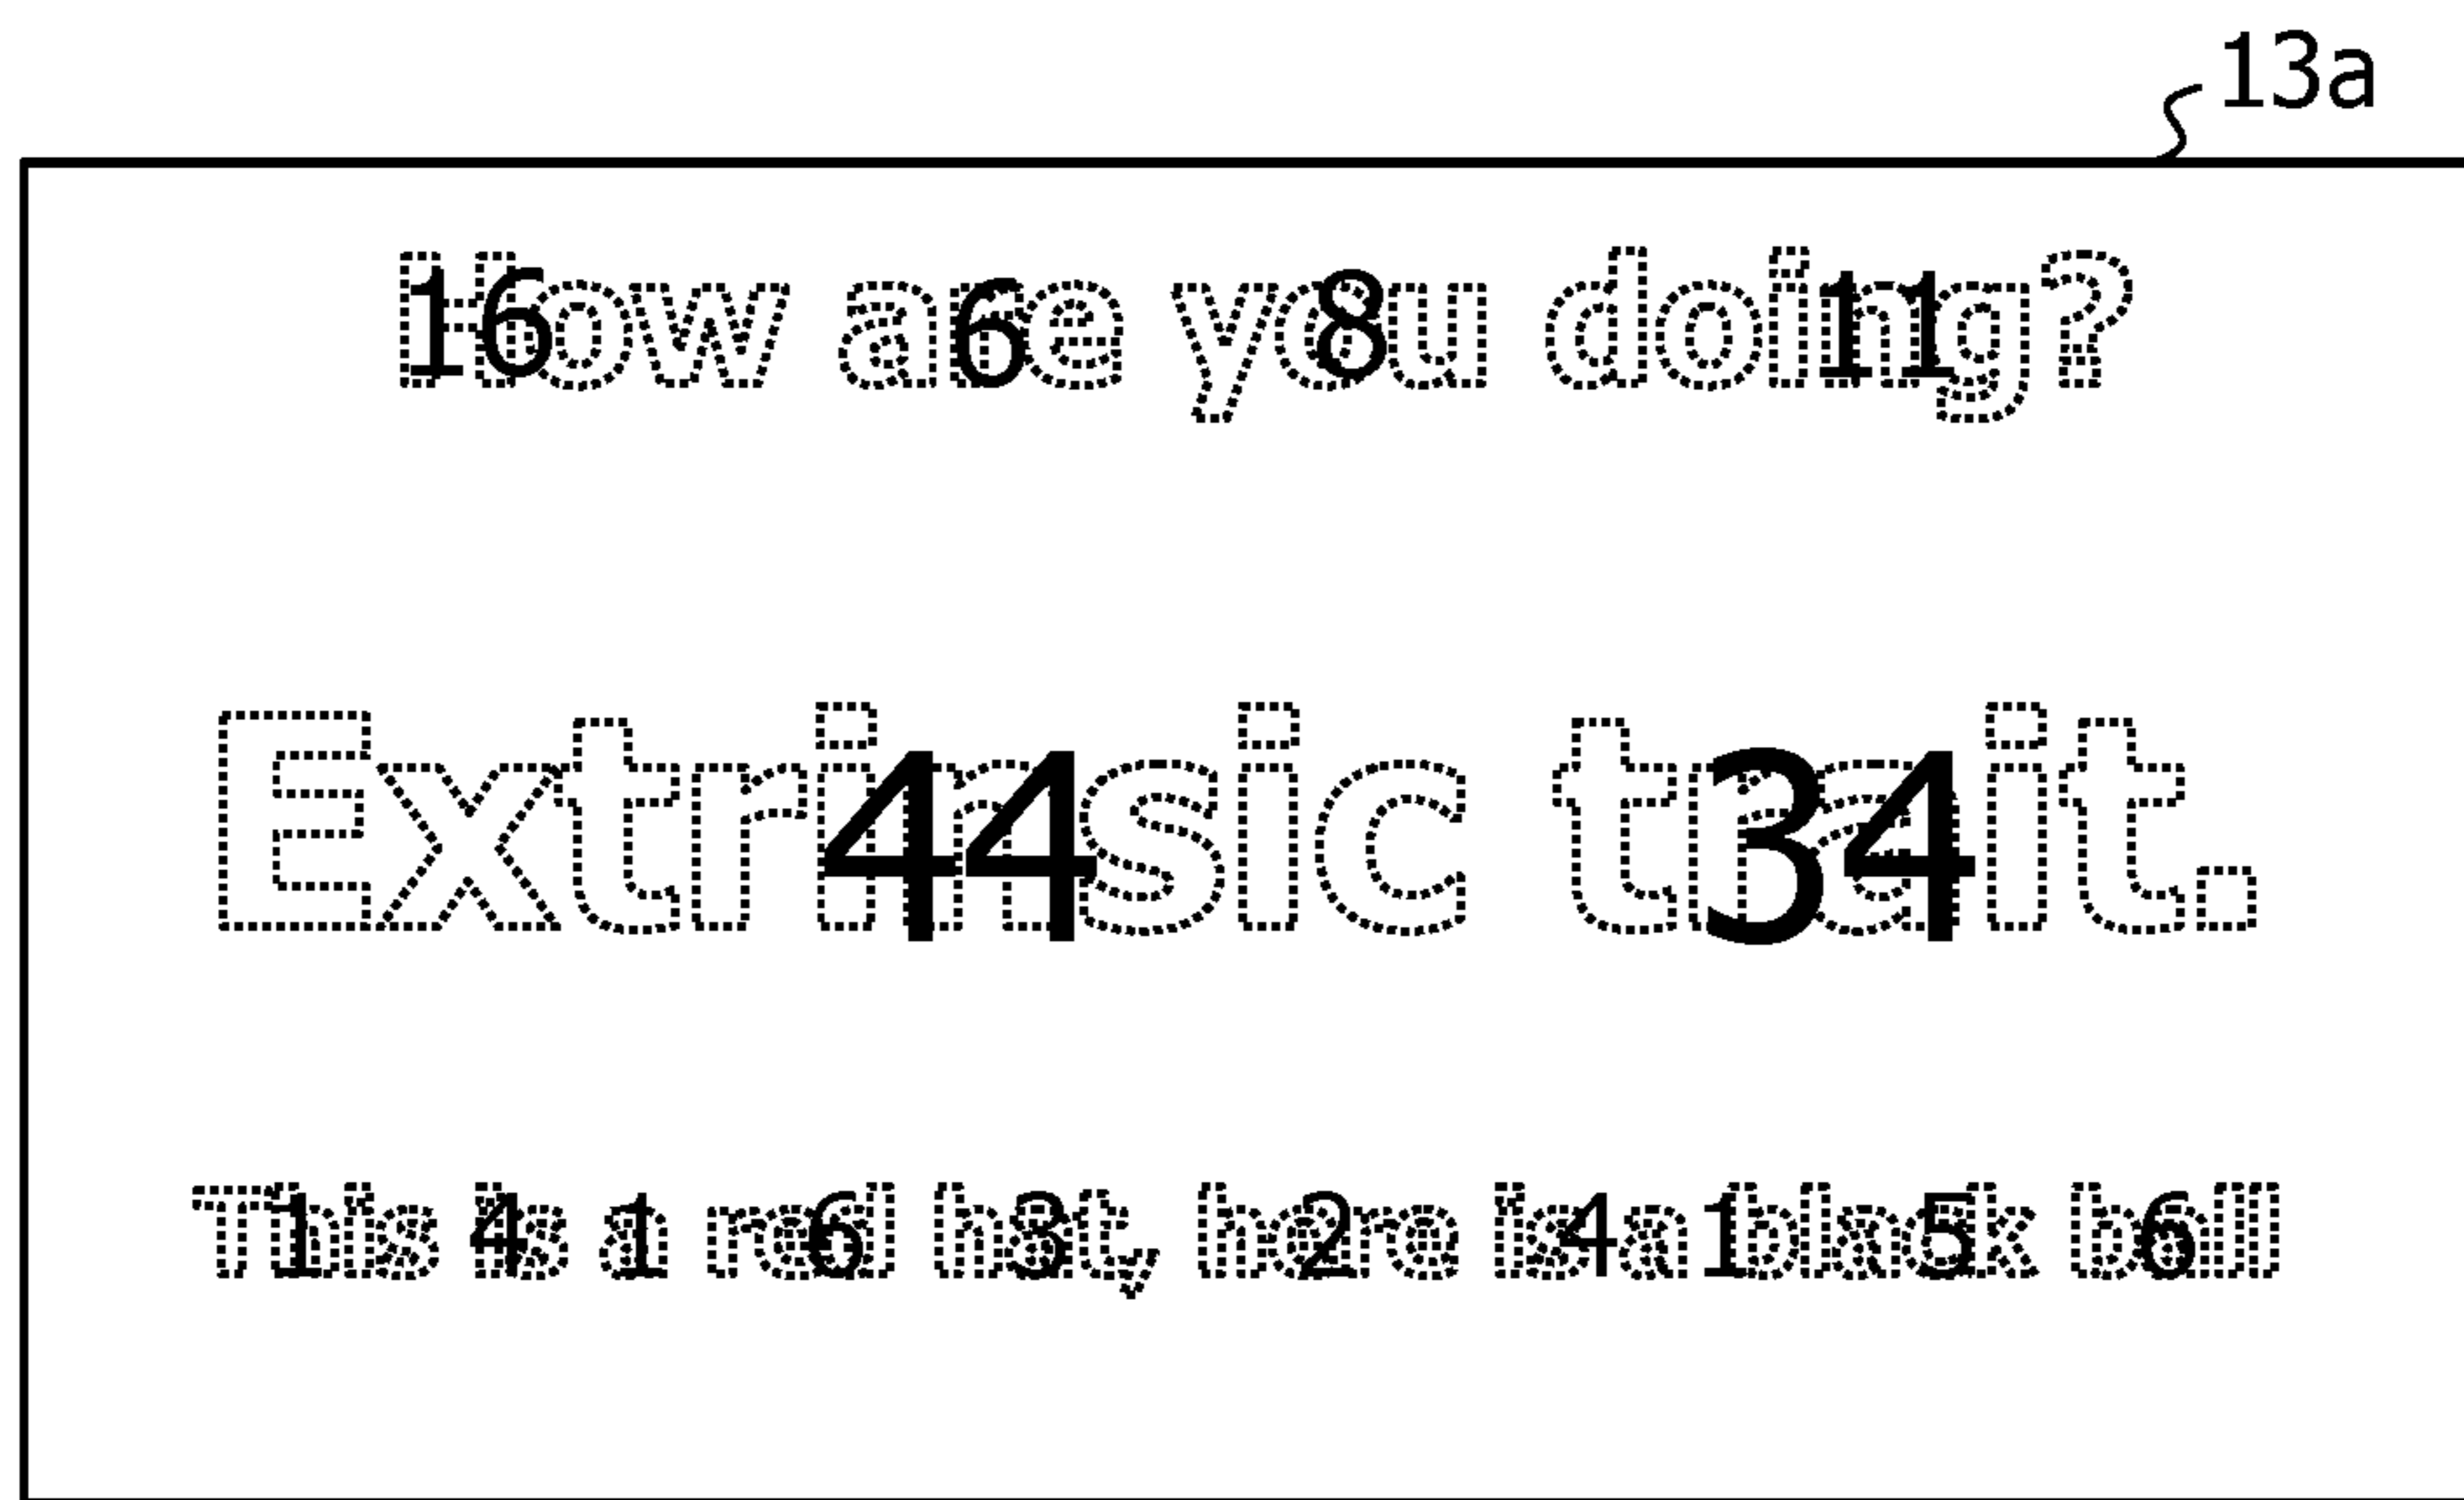 13a
How are you doing?
16 6 8 11
Extrinsic trait.
44 34
This is a red hat, here is a black ball
1 4 1 6 3 2 4 1 5 6